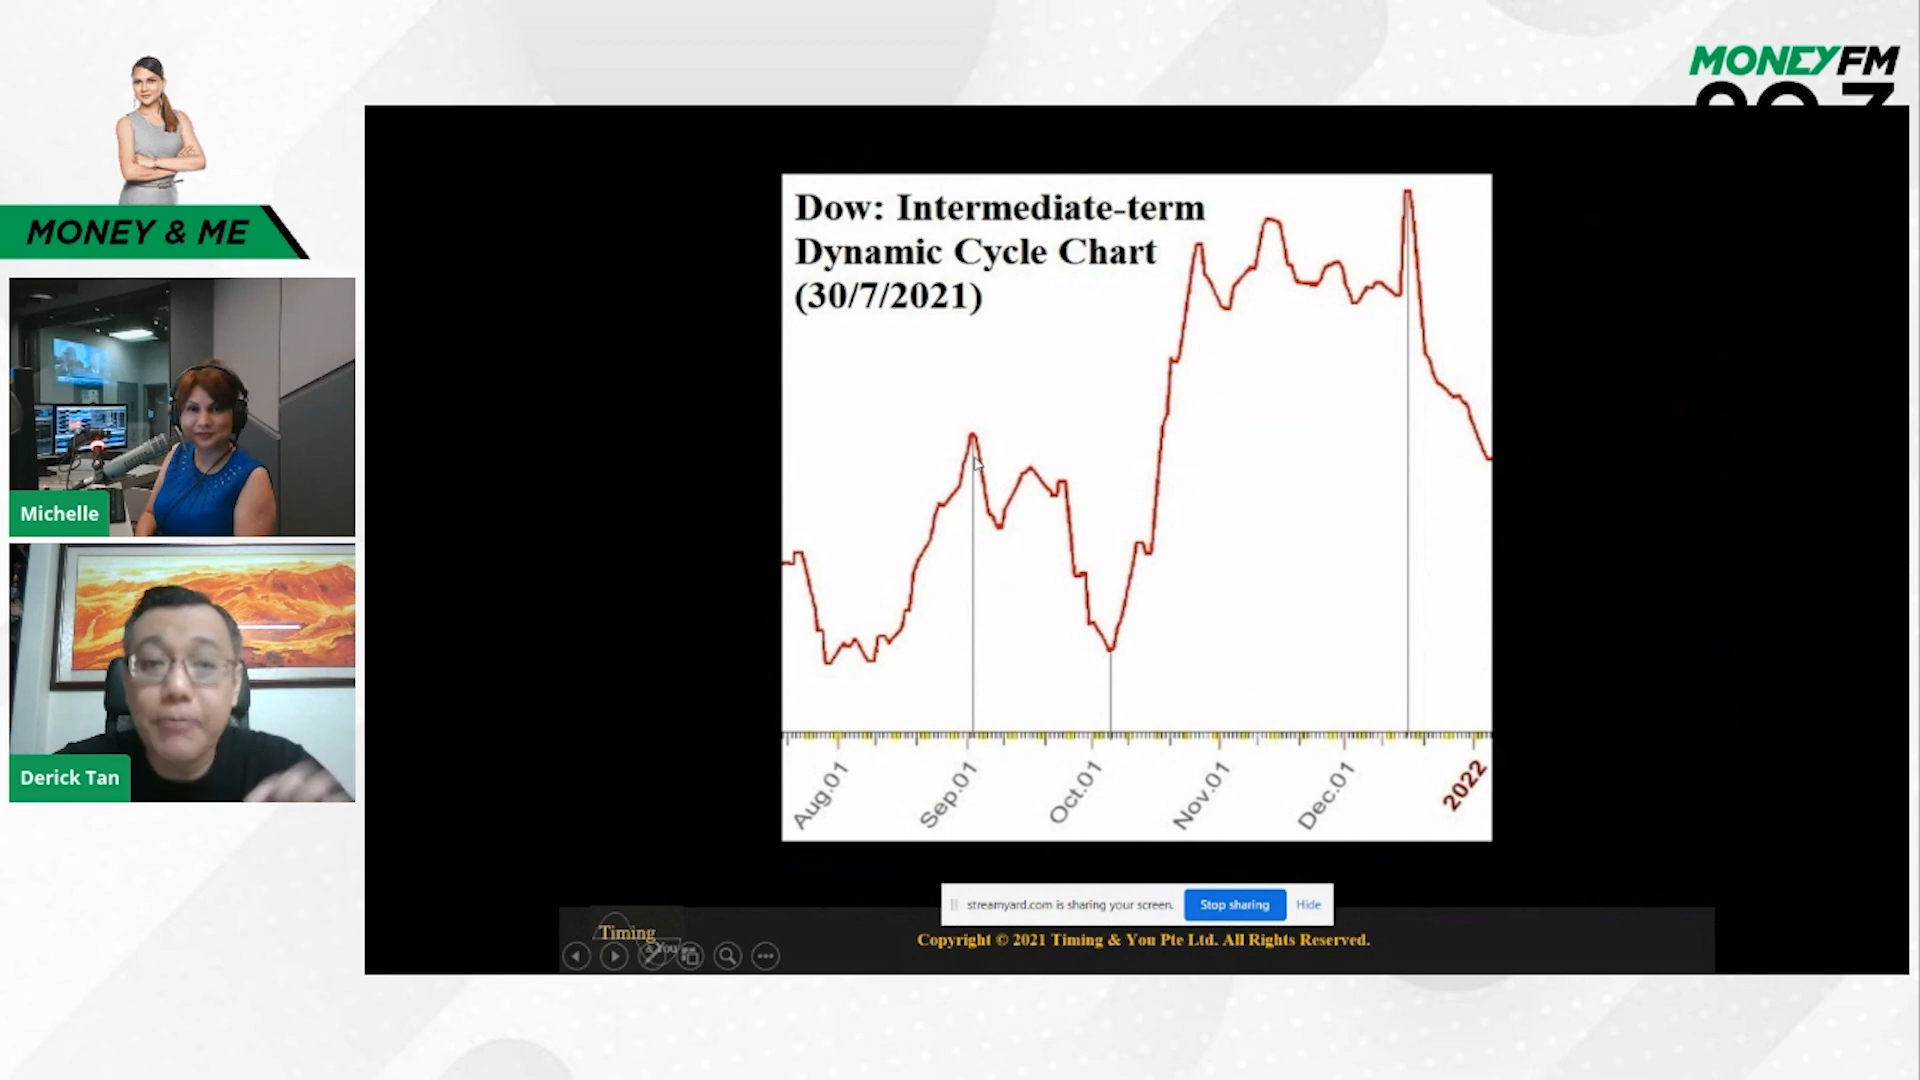 MONEYFM
MONEY & ME
Michelle
Derick Tan
Dow: Intermediate-term
Dynamic Cycle Chart
(30/7/2021)
Aug.01
Sep.01
Oct.01
Nov.01
Dec.01
2022
streamyard.com is sharing your screen.
Stop sharing
Hide
Timing
& You
Copyright © 2021 Timing & You Pte Ltd. All Rights Reserved.